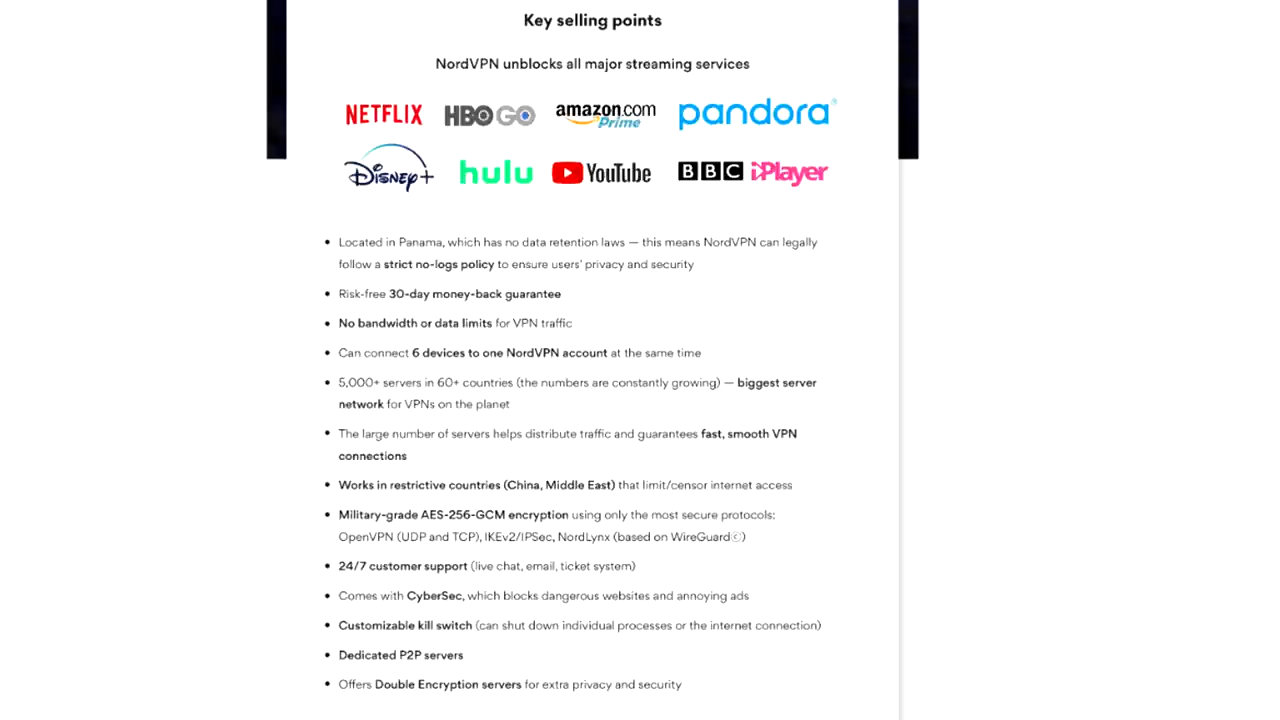 Key selling points
NordVPN unblocks all major streaming services
NETFLIX HBO GO amazon.com Prime pandora®
Disney+ hulu YouTube BBC iPlayer
• Located in Panama, which has no data retention laws — this means NordVPN can legally
follow a strict no-logs policy to ensure users' privacy and security
• Risk-free 30-day money-back guarantee
• No bandwidth or data limits for VPN traffic
• Can connect 6 devices to one NordVPN account at the same time
• 5,000+ servers in 60+ countries (the numbers are constantly growing) — biggest server
network for VPNs on the planet
• The large number of servers helps distribute traffic and guarantees fast, smooth VPN
connections
• Works in restrictive countries (China, Middle East) that limit/censor internet access
• Military-grade AES-256-GCM encryption using only the most secure protocols:
OpenVPN (UDP and TCP), IKEv2/IPSec, NordLynx (based on WireGuard©)
• 24/7 customer support (live chat, email, ticket system)
• Comes with CyberSec, which blocks dangerous websites and annoying ads
• Customizable kill switch (can shut down individual processes or the internet connection)
• Dedicated P2P servers
• Offers Double Encryption servers for extra privacy and security